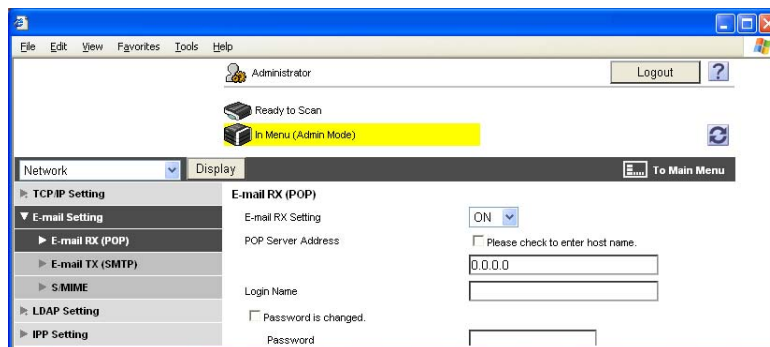 File Edit View Favorites Tools Help
Administrator Logout ?
Ready to Scan
In Menu (Admin Mode)
Network Display To Main Menu
TCP/IP Setting
E-mail Setting
E-mail RX (POP)
E-mail TX (SMTP)
S/MIME
LDAP Setting
IPP Setting
E-mail RX (POP)
E-mail RX Setting ON
POP Server Address Please check to enter host name.
0.0.0.0
Login Name
Password is changed.
Password